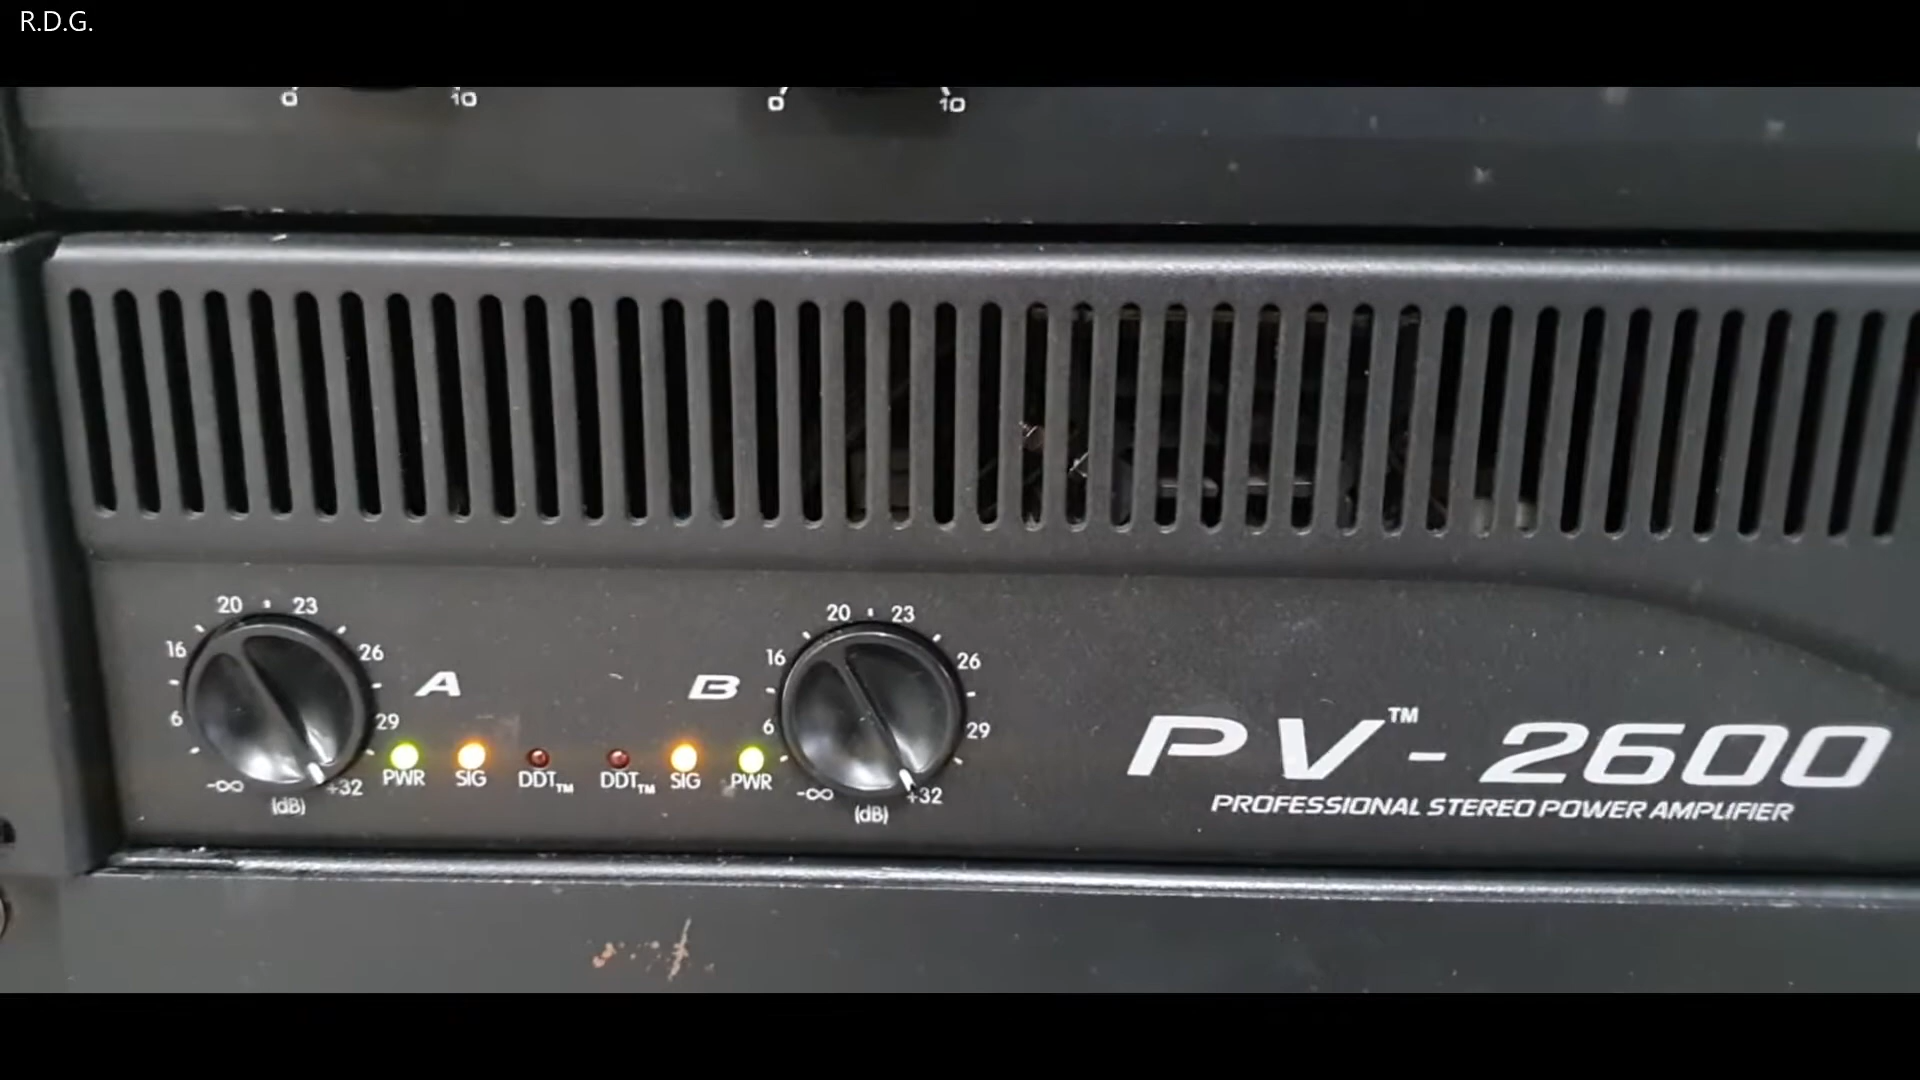 R.D.G.
0 10 0 10
20 23
16 26
6 29
-∞ +32
(dB)
A
PWR SIG DDT™ DDT™ SIG PWR
B
20 23
16 26
6 29
-∞ +32
(dB)
PV™-2600
PROFESSIONAL STEREO POWER AMPLIFIER